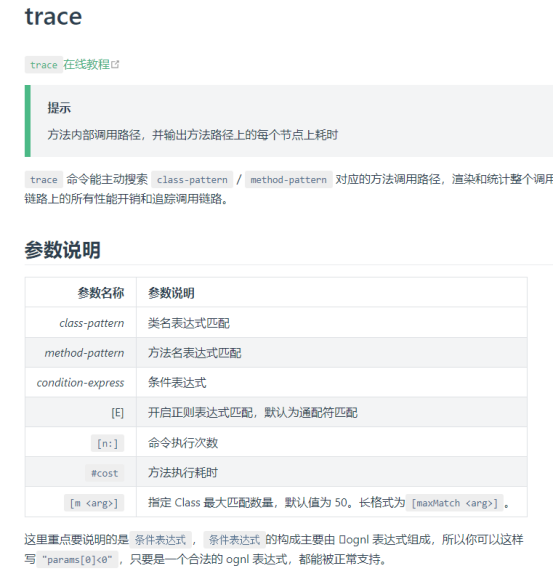 trace
trace 在线教程
提示
方法内部调用路径，并输出方法路径上的每个节点上耗时
trace 命令能主动搜索 class-pattern / method-pattern 对应的方法调用路径，渲染和统计整个调用
链路上的所有性能开销和追踪调用链路。
参数说明
参数名称 参数说明
class-pattern 类名表达式匹配
method-pattern 方法名表达式匹配
condition-express 条件表达式
[E] 开启正则表达式匹配，默认为通配符匹配
[n:] 命令执行次数
#cost 方法执行耗时
[m <arg>] 指定 Class 最大匹配数量，默认值为 50。长格式为 [maxMatch <arg>] 。
这里重点要说明的是 条件表达式 ， 条件表达式 的构成主要由 ognl 表达式组成，所以你可以这样
写 "params[0]<0" ，只要是一个合法的 ognl 表达式，都能被正常支持。